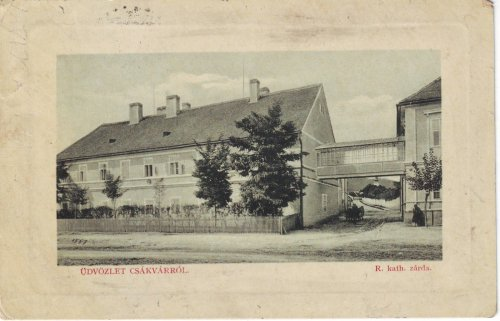 ÜDVÖZLET CSÁKVÁRRÓL.
R. kath. zárda.